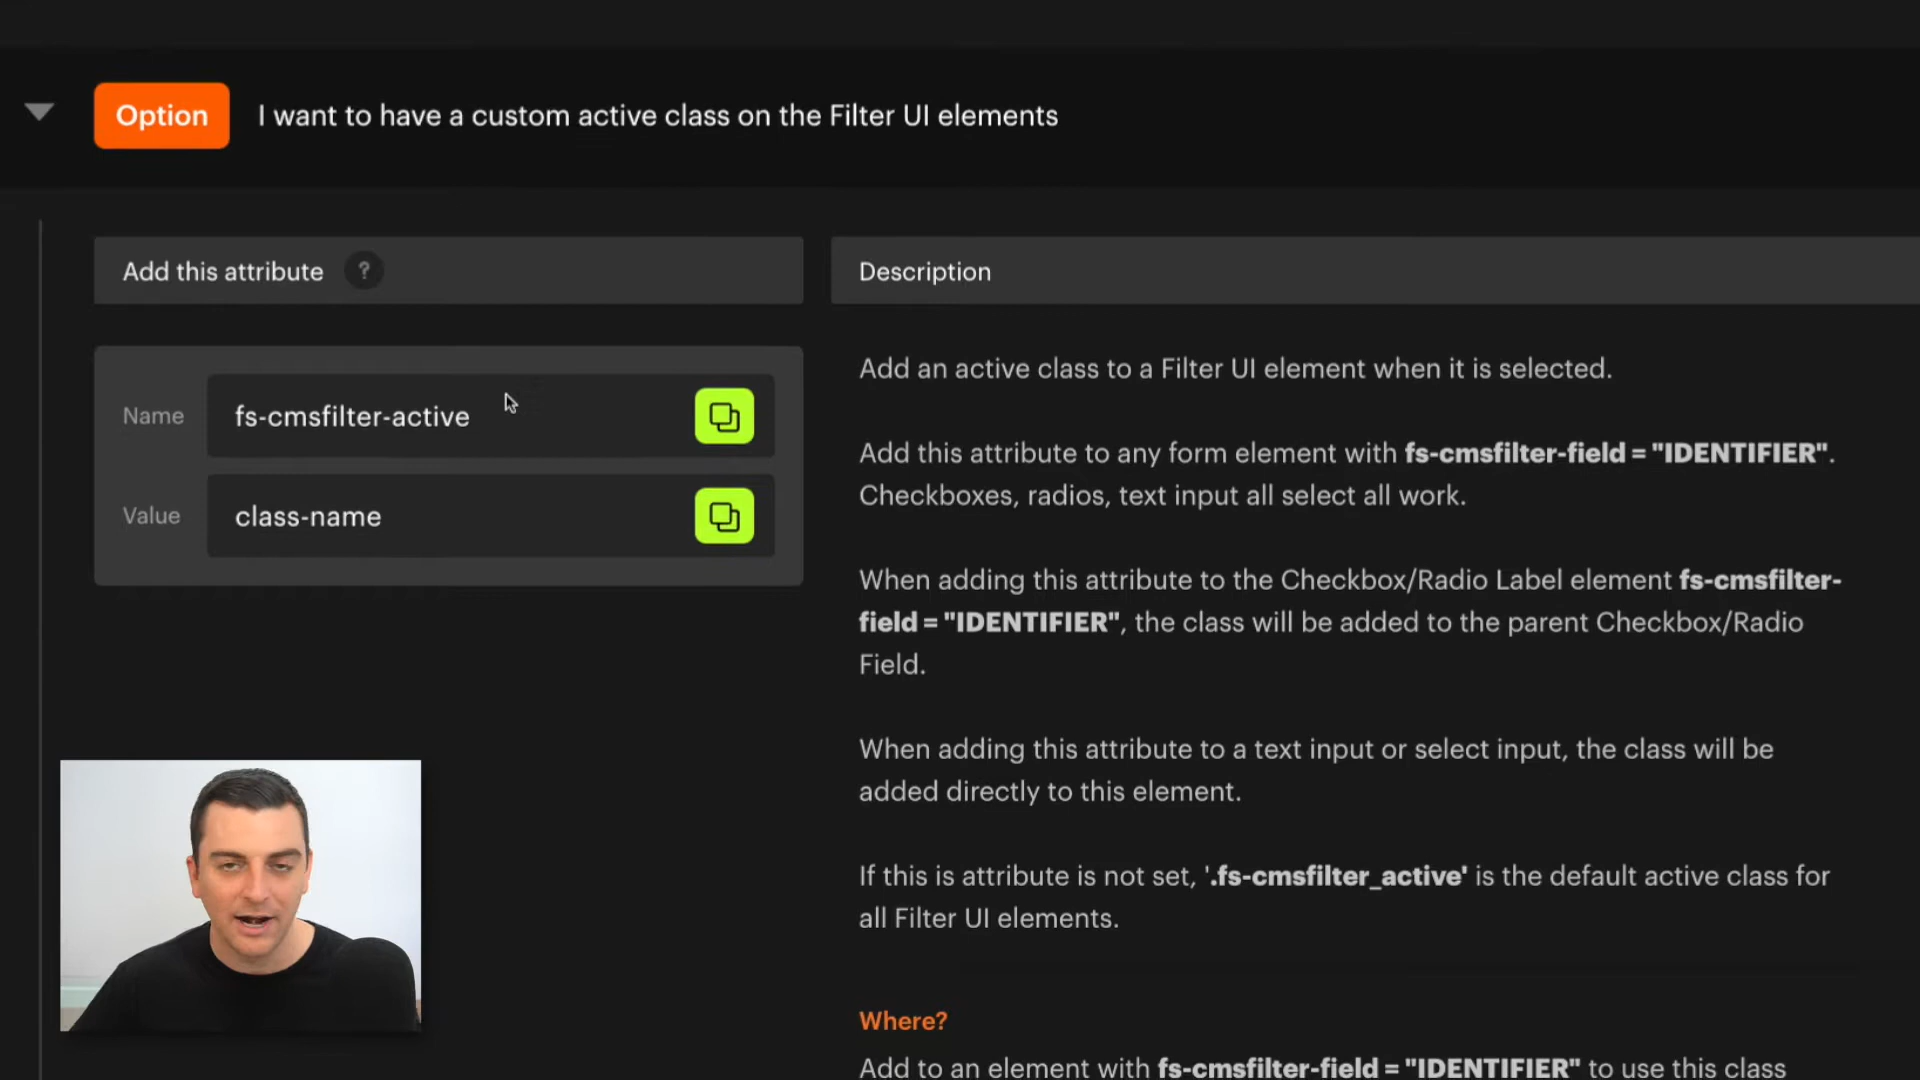 Option
I want to have a custom active class on the Filter UI elements
Add this attribute ?
Description
Name
fs-cmsfilter-active
Value
class-name
Add an active class to a Filter UI element when it is selected.
Add this attribute to any form element with fs-cmsfilter-field = "IDENTIFIER".
Checkboxes, radios, text input all select all work.
When adding this attribute to the Checkbox/Radio Label element fs-cmsfilter-
field = "IDENTIFIER", the class will be added to the parent Checkbox/Radio
Field.
When adding this attribute to a text input or select input, the class will be
added directly to this element.
If this is attribute is not set, '.fs-cmsfilter_active' is the default active class for
all Filter UI elements.
Where?
Add to an element with fs-cmsfilter-field = "IDENTIFIER" to use this class